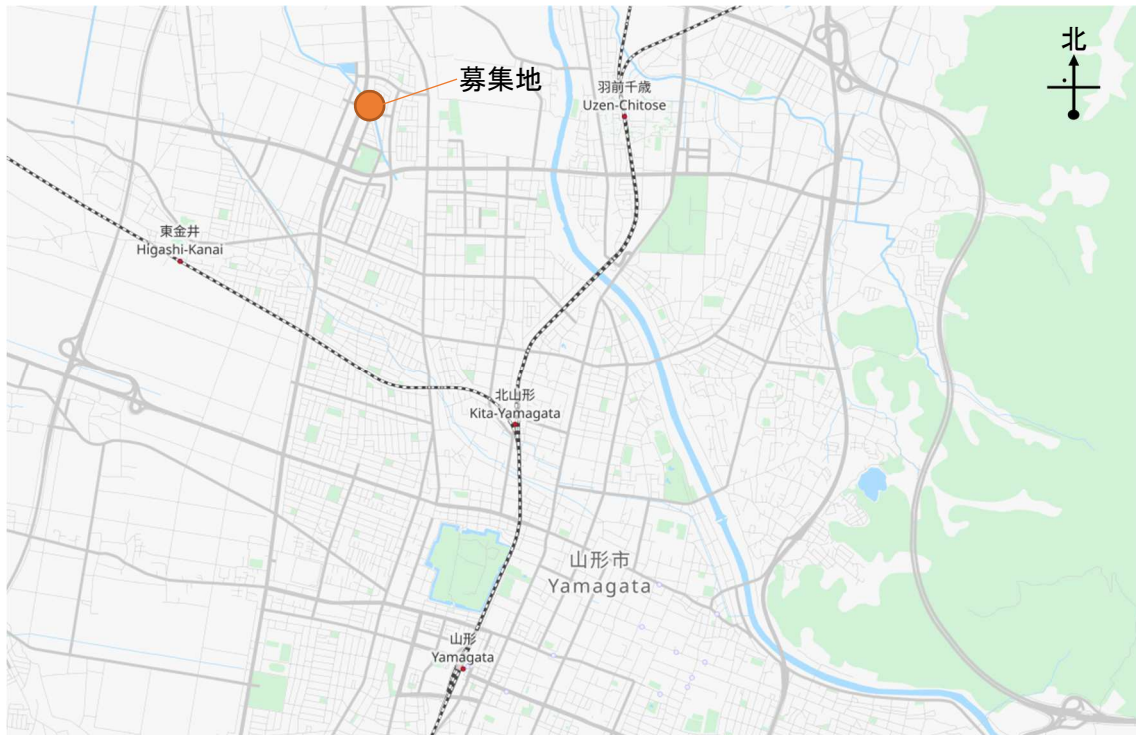 北
募集地
羽前千歳
Uzen-Chitose
東金井
Higashi-Kanai
北山形
Kita-Yamagata
山形市
Yamagata
山形
Yamagata